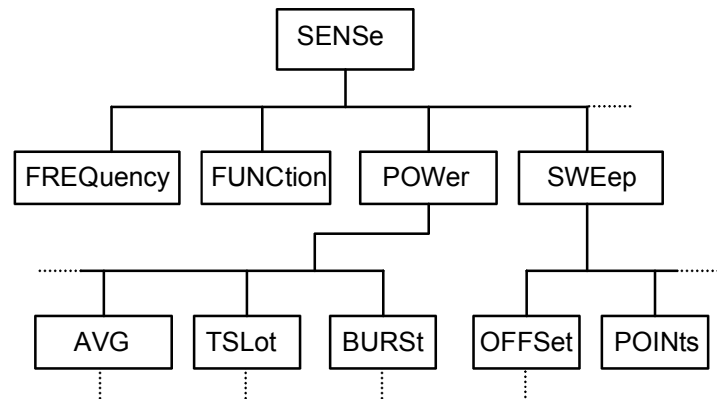 SENSe
FREQuency FUNCtion POWer SWEep
AVG TSLot BURSt OFFSet POINts